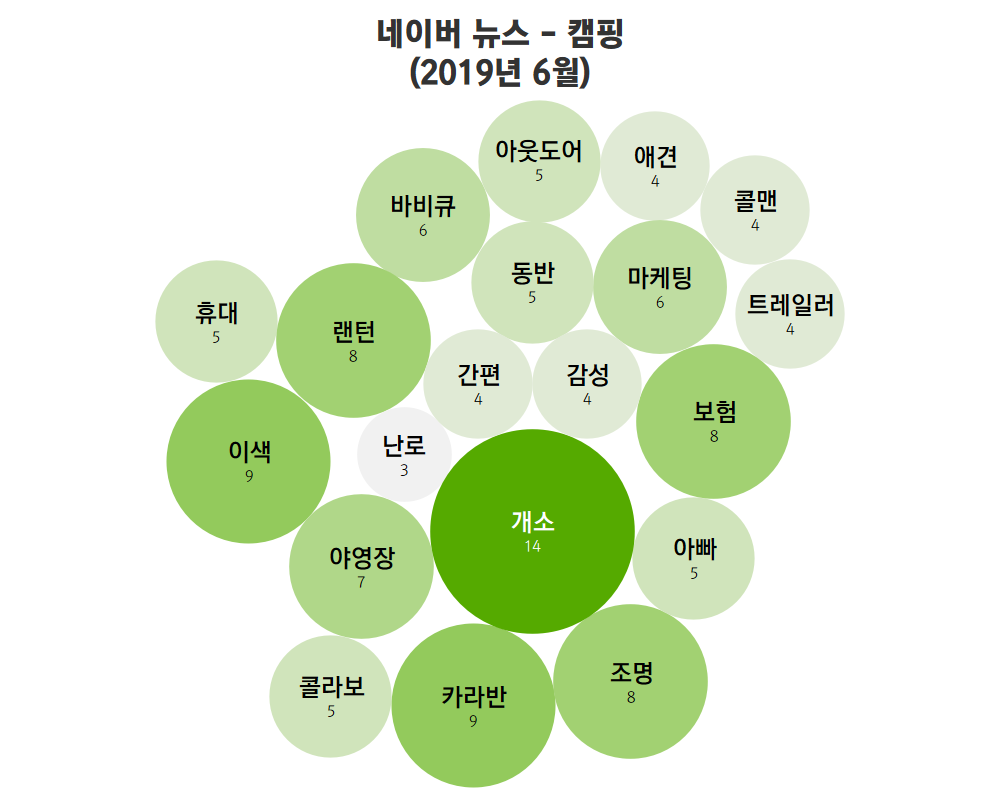 네이버 뉴스 - 캠핑
(2019년 6월)
아웃도어
5
애견
4
콜맨
4
바비큐
6
동반
5
마케팅
6
트레일러
4
휴대
5
랜턴
8
간편
4
감성
4
보험
8
이색
9
난로
3
개소
14
야영장
7
아빠
5
콜라보
5
카라반
9
조명
8